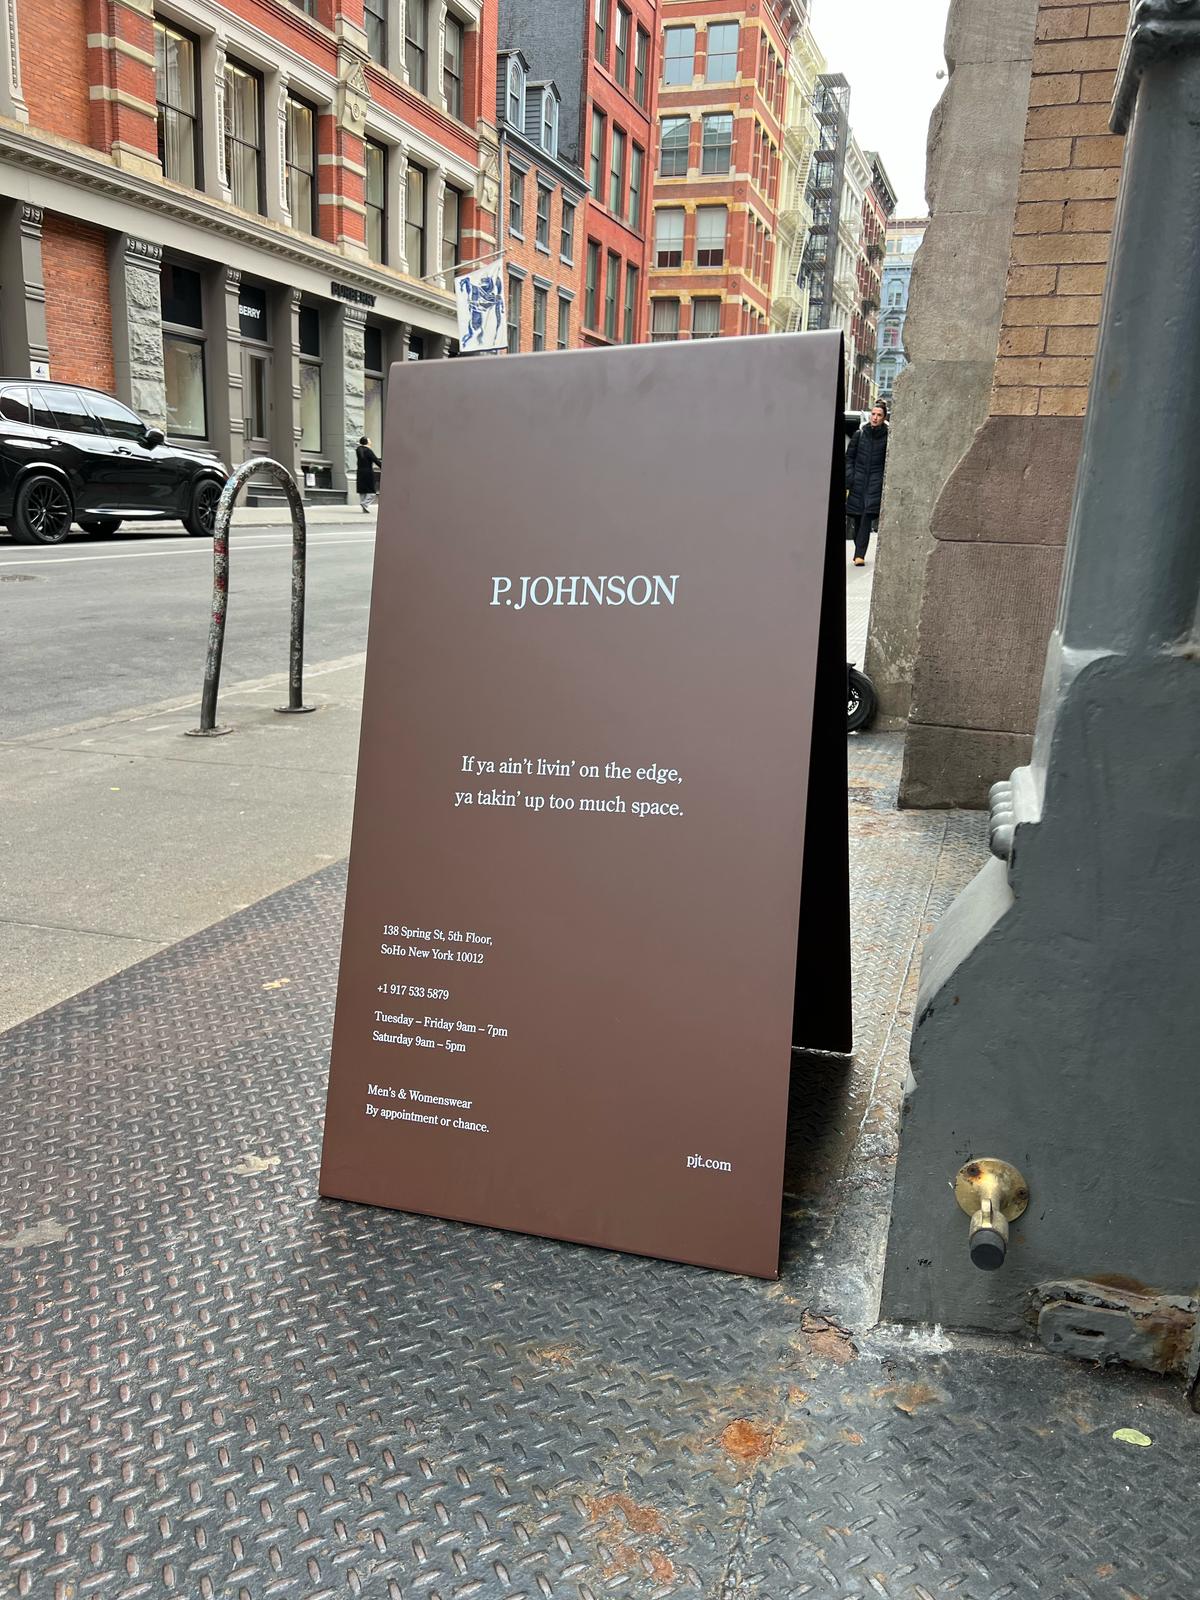 BURBERRY
BERRY
P.JOHNSON
If ya ain't livin' on the edge,
ya takin' up too much space.
138 Spring St, 5th Floor,
SoHo New York 10012
+1 917 533 5879
Tuesday – Friday 9am – 7pm
Saturday 9am – 5pm
Men's & Womenswear
By appointment or chance.
pjt.com